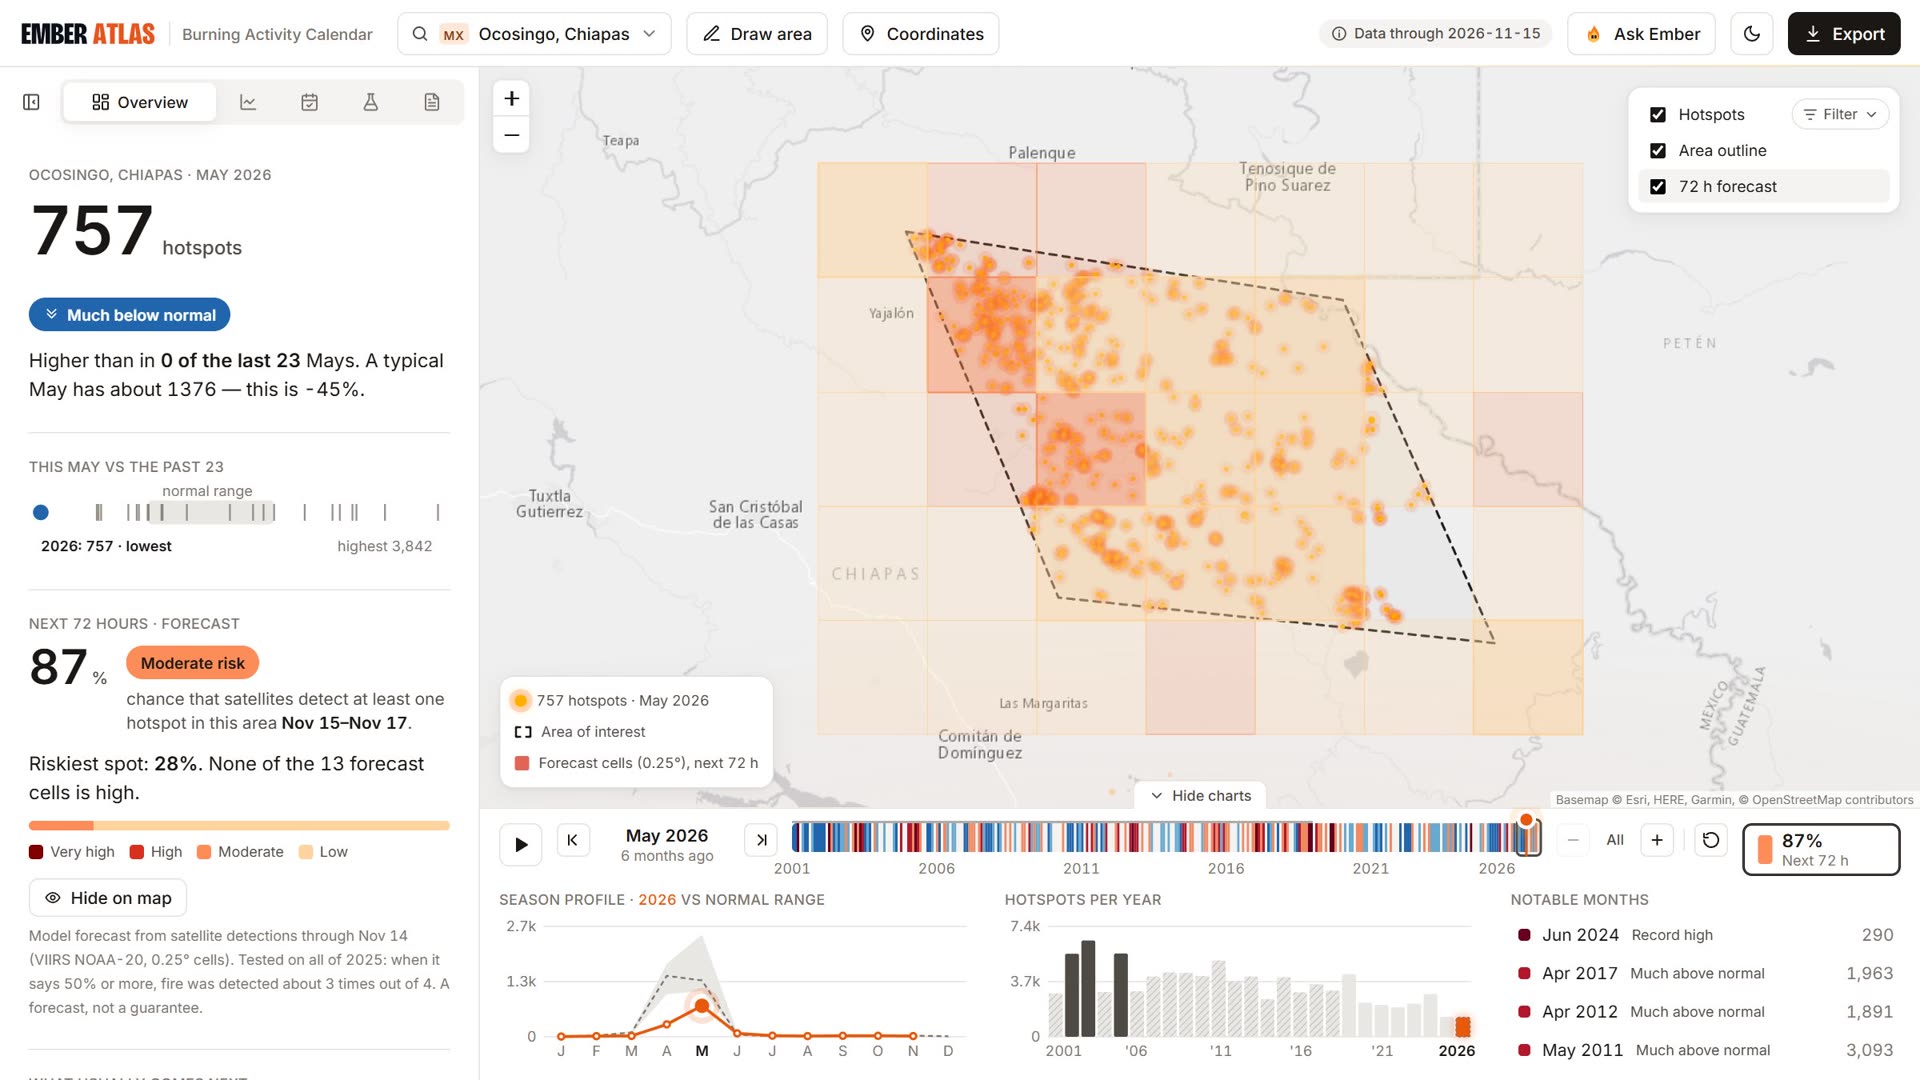 EMBER ATLAS
Burning Activity Calendar
MX Ocosingo, Chiapas
Draw area
Coordinates
Data through 2026-11-15
Ask Ember
Export
Overview
OCOSINGO, CHIAPAS · MAY 2026
757 hotspots
Much below normal
Higher than in 0 of the last 23 Mays. A typical
May has about 1376 — this is -45%.
THIS MAY VS THE PAST 23
normal range
2026: 757 · lowest
highest 3,842
NEXT 72 HOURS · FORECAST
87 %
Moderate risk
chance that satellites detect at least one
hotspot in this area Nov 15–Nov 17.
Riskiest spot: 28%. None of the 13 forecast
cells is high.
Very high
High
Moderate
Low
Hide on map
Model forecast from satellite detections through Nov 14
(VIIRS NOAA-20, 0.25° cells). Tested on all of 2025: when it
says 50% or more, fire was detected about 3 times out of 4. A
forecast, not a guarantee.
+
−
Teapa
Palenque
Tenosique de
Pino Suarez
Yajalón
PETÉN
Tuxtla
Gutierrez
San Cristóbal
de las Casas
CHIAPAS
Las Margaritas
Comitán de
Domínguez
MEXICO
GUATEMALA
Hotspots
Filter
Area outline
72 h forecast
757 hotspots · May 2026
Area of interest
Forecast cells (0.25°), next 72 h
Hide charts
Basemap © Esri, HERE, Garmin, © OpenStreetMap contributors
May 2026
6 months ago
2001
2006
2011
2016
2021
2026
−
All
+
87%
Next 72 h
SEASON PROFILE · 2026 VS NORMAL RANGE
2.7k
1.3k
0
J F M A M J J A S O N D
HOTSPOTS PER YEAR
7.4k
3.7k
0
2001 '06 '11 '16 '21 2026
NOTABLE MONTHS
Jun 2024 Record high 290
Apr 2017 Much above normal 1,963
Apr 2012 Much above normal 1,891
May 2011 Much above normal 3,093